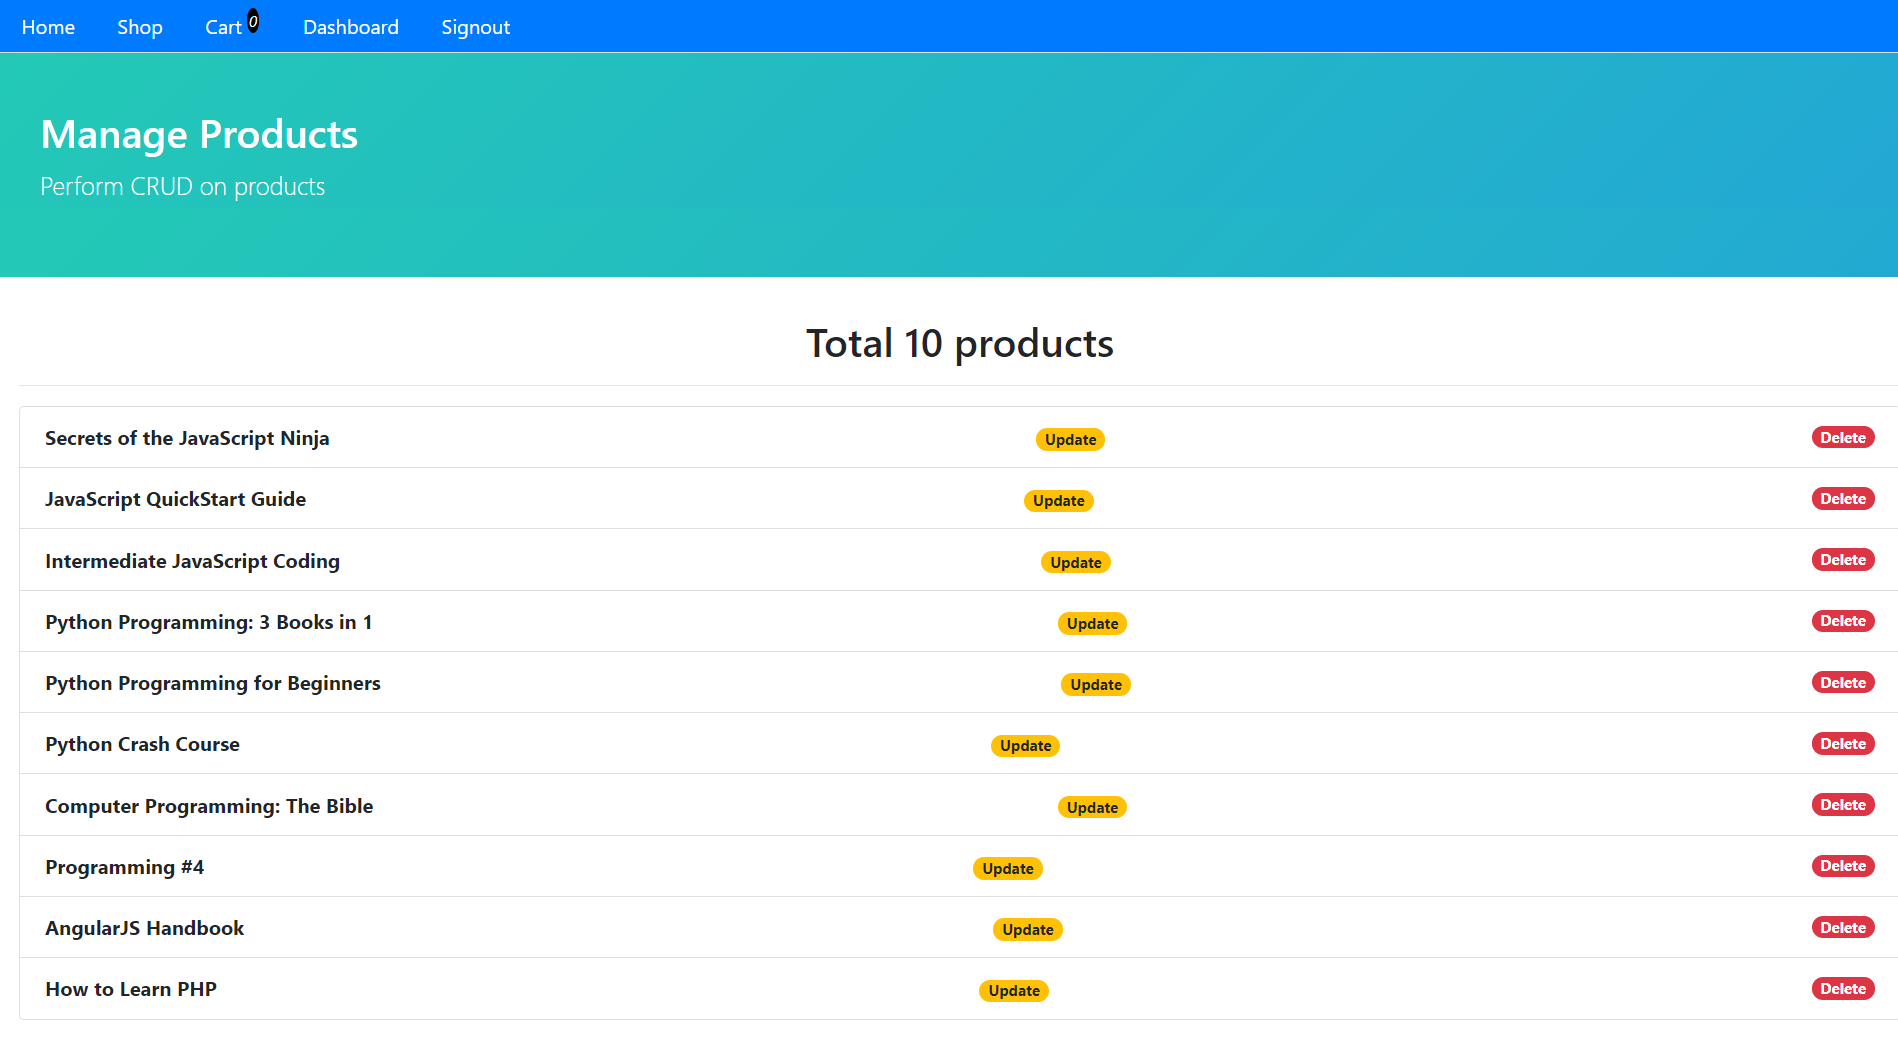 Home Shop Cart 0 Dashboard Signout
Manage Products
Perform CRUD on products
Total 10 products
Secrets of the JavaScript Ninja Update Delete
JavaScript QuickStart Guide Update Delete
Intermediate JavaScript Coding Update Delete
Python Programming: 3 Books in 1 Update Delete
Python Programming for Beginners Update Delete
Python Crash Course Update Delete
Computer Programming: The Bible Update Delete
Programming #4 Update Delete
AngularJS Handbook Update Delete
How to Learn PHP Update Delete